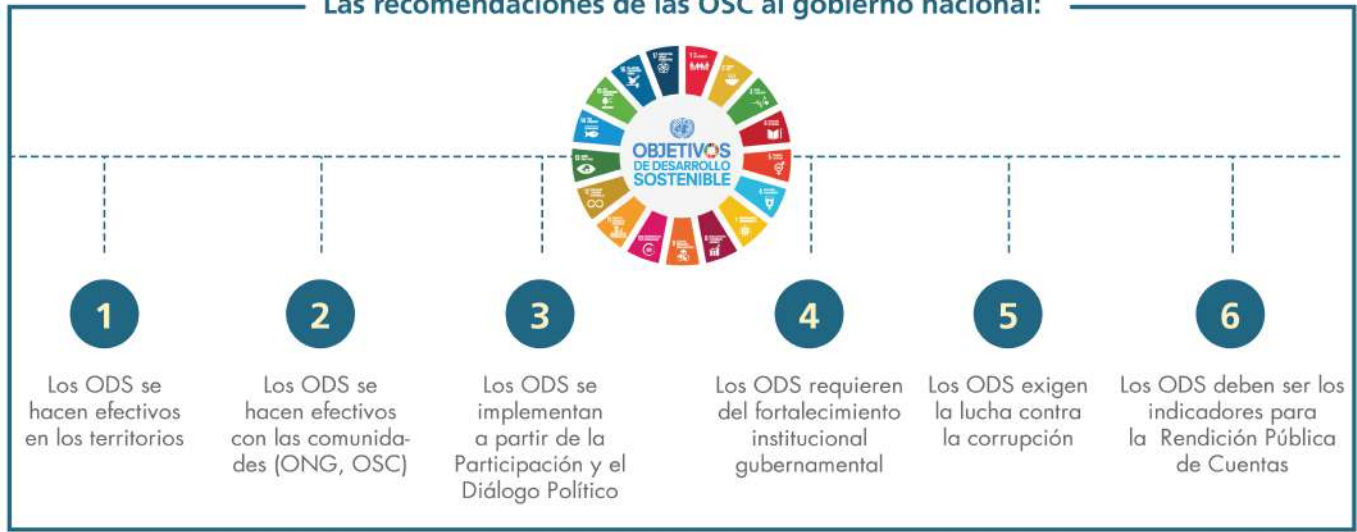 Las recomendaciones de las OSC al gobierno nacional:
OBJETIVOS
DE DESARROLLO
SOSTENIBLE
1
Los ODS se
hacen efectivos
en los territorios
2
Los ODS se
hacen efectivos
con las comunida-
des (ONG, OSC)
3
Los ODS se
implementan
a partir de la
Participación y el
Diálogo Político
4
Los ODS requieren
del fortalecimiento
institucional
gubernamental
5
Los ODS exigen
la lucha contra
la corrupción
6
Los ODS deben ser los
indicadores para
la Rendición Pública
de Cuentas